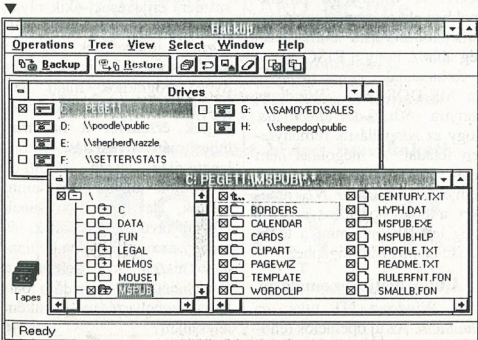 Backup
Operations Tree View Select Window Help
Backup Restore
Drives
C: PEGETI
D: \\poodle\public
E: \\shepherd\razzle
F: \\SETTER\STATS
G: \\SAMOYED\SALES
H: \\sheepdog\public
C: PEGETI\MSPUB\*.*
\
C
DATA
FUN
LEGAL
MEMOS
MOUSE1
MSPUB
..
BORDERS
CALENDAR
CARDS
CLIPART
PAGEWIZ
TEMPLATE
WORDCLIP
CENTURY.TXT
HYPH.DAT
MSPUB.EXE
MSPUB.HLP
PROFILE.TXT
README.TXT
RULERFNT.FON
SMALLB.FON
Tapes
Ready